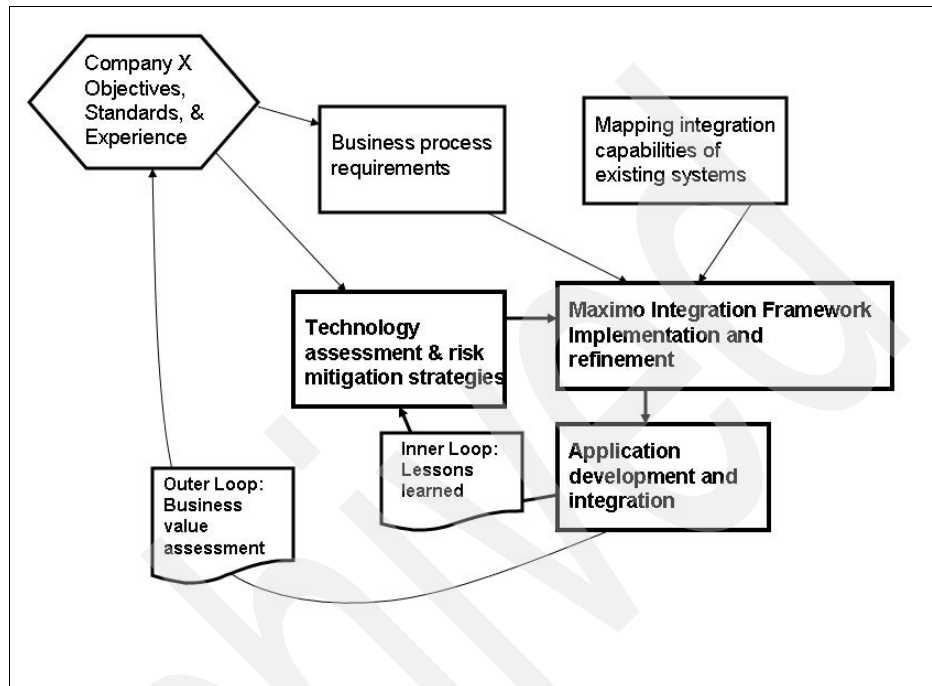 Company X
Objectives,
Standards, &
Experience
Business process
requirements
Mapping integration
capabilities of
existing systems
Technology
assessment & risk
mitigation strategies
Maximo Integration Framework
Implementation and
refinement
Inner Loop:
Lessons
learned
Application
development and
integration
Outer Loop:
Business
value
assessment